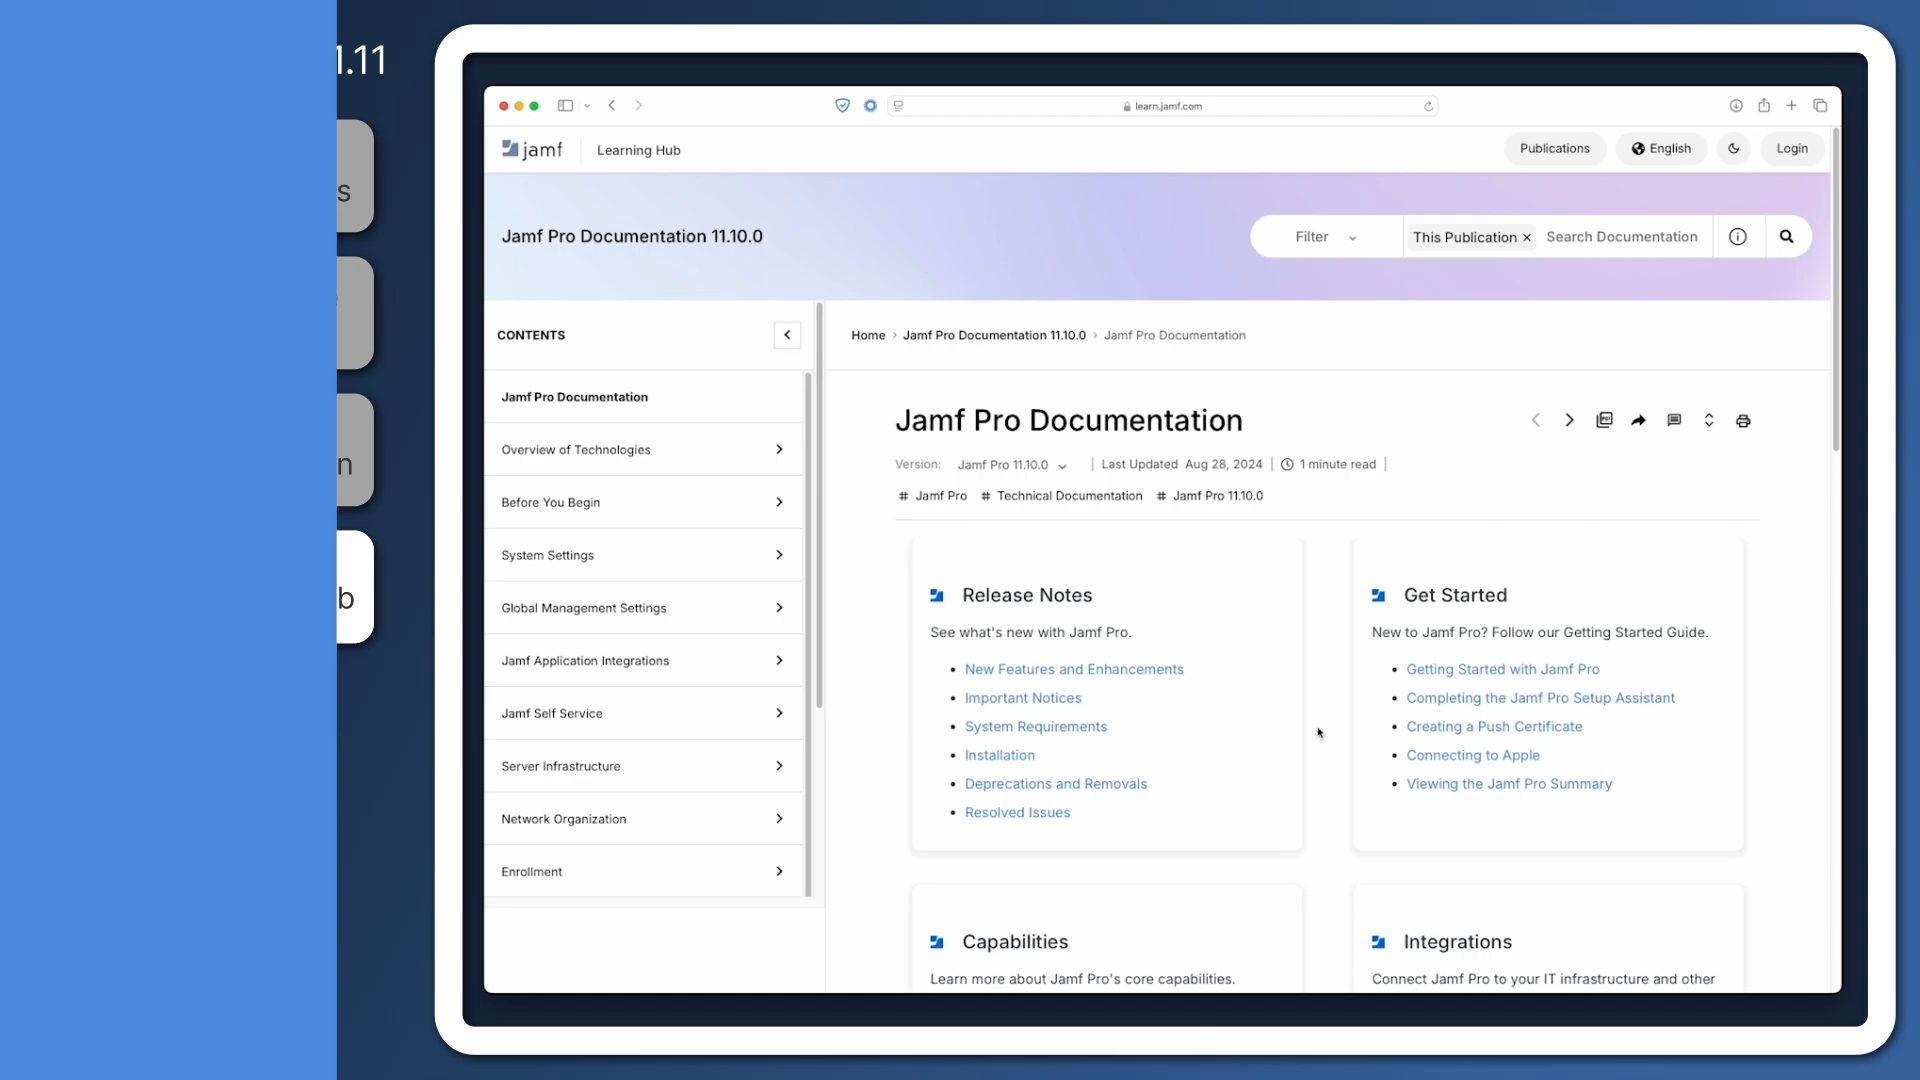 1.11
s
n
b
learn.jamf.com
jamf
Learning Hub
Publications
English
Login
Jamf Pro Documentation 11.10.0
Filter
This Publication ×
Search Documentation
CONTENTS
Home › Jamf Pro Documentation 11.10.0 › Jamf Pro Documentation
Jamf Pro Documentation
Overview of Technologies
Before You Begin
System Settings
Global Management Settings
Jamf Application Integrations
Jamf Self Service
Server Infrastructure
Network Organization
Enrollment
Jamf Pro Documentation
Version: Jamf Pro 11.10.0 | Last Updated Aug 28, 2024 | 1 minute read |
# Jamf Pro # Technical Documentation # Jamf Pro 11.10.0
Release Notes
See what's new with Jamf Pro.
• New Features and Enhancements
• Important Notices
• System Requirements
• Installation
• Deprecations and Removals
• Resolved Issues
Get Started
New to Jamf Pro? Follow our Getting Started Guide.
• Getting Started with Jamf Pro
• Completing the Jamf Pro Setup Assistant
• Creating a Push Certificate
• Connecting to Apple
• Viewing the Jamf Pro Summary
Capabilities
Learn more about Jamf Pro's core capabilities.
Integrations
Connect Jamf Pro to your IT infrastructure and other